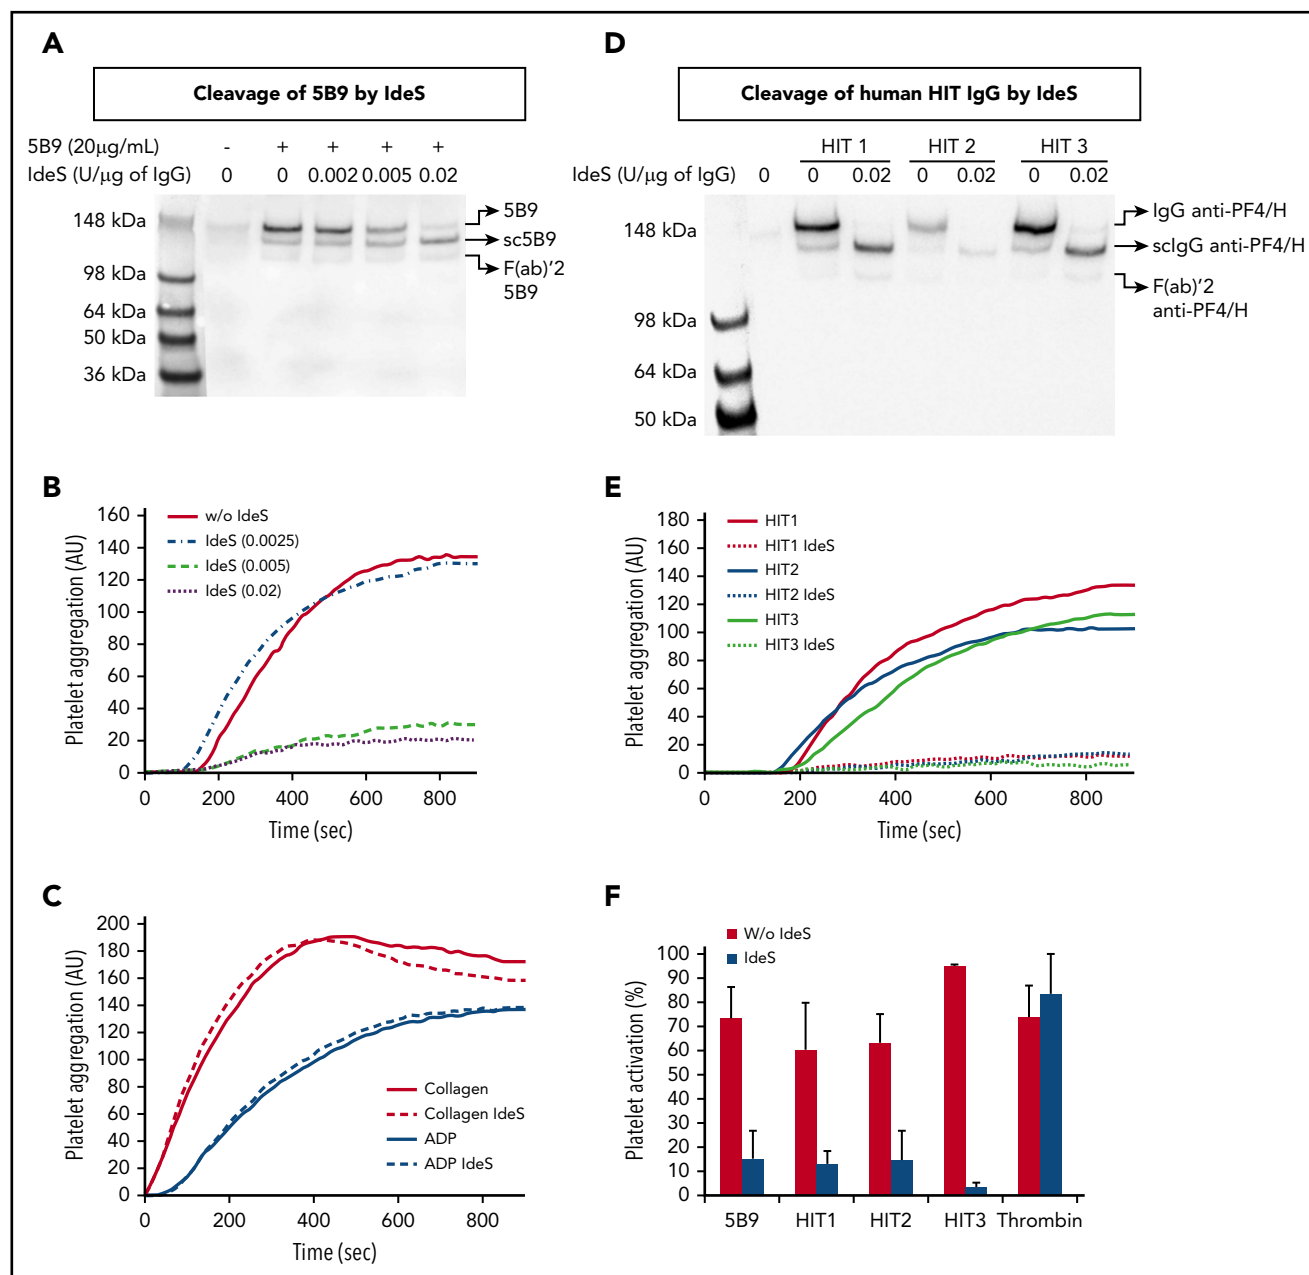 A
Cleavage of 5B9 by IdeS
5B9 (20µg/mL) - + + + +
IdeS (U/µg of IgG) 0 0 0.002 0.005 0.02
148 kDa
98 kDa
64 kDa
50 kDa
36 kDa
5B9
sc5B9
F(ab)'2
5B9
B
Platelet aggregation (AU)
160
140
120
100
80
60
40
20
0
w/o IdeS
IdeS (0.0025)
IdeS (0.005)
IdeS (0.02)
0 200 400 600 800
Time (sec)
C
Platelet aggregation (AU)
200
180
160
140
120
100
80
60
40
20
0
Collagen
Collagen IdeS
ADP
ADP IdeS
0 200 400 600 800
Time (sec)
D
Cleavage of human HIT IgG by IdeS
HIT 1 HIT 2 HIT 3
IdeS (U/µg of IgG) 0 0 0.02 0 0.02 0 0.02
148 kDa
98 kDa
64 kDa
50 kDa
IgG anti-PF4/H
scIgG anti-PF4/H
F(ab)'2
anti-PF4/H
E
Platelet aggregation (AU)
180
160
140
120
100
80
60
40
20
0
HIT1
HIT1 IdeS
HIT2
HIT2 IdeS
HIT3
HIT3 IdeS
0 200 400 600 800
Time (sec)
F
W/o IdeS
IdeS
Platelet activation (%)
100
90
80
70
60
50
40
30
20
10
0
5B9 HIT1 HIT2 HIT3 Thrombin